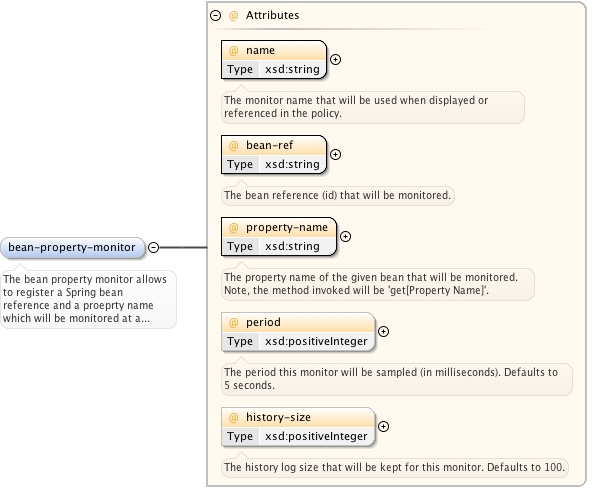 @ Attributes
@ name
Type xsd:string
The monitor name that will be used when displayed or
referenced in the policy.
@ bean-ref
Type xsd:string
The bean reference (id) that will be monitored.
bean-property-monitor
The bean property monitor allows
to register a Spring bean
reference and a proeprty name
which will be monitored at a...
@ property-name
Type xsd:string
The property name of the given bean that will be monitored.
Note, the method invoked will be 'get[Property Name]'.
@ period
Type xsd:positiveInteger
The period this monitor will be sampled (in milliseconds). Defaults to
5 seconds.
@ history-size
Type xsd:positiveInteger
The history log size that will be kept for this monitor. Defaults to 100.